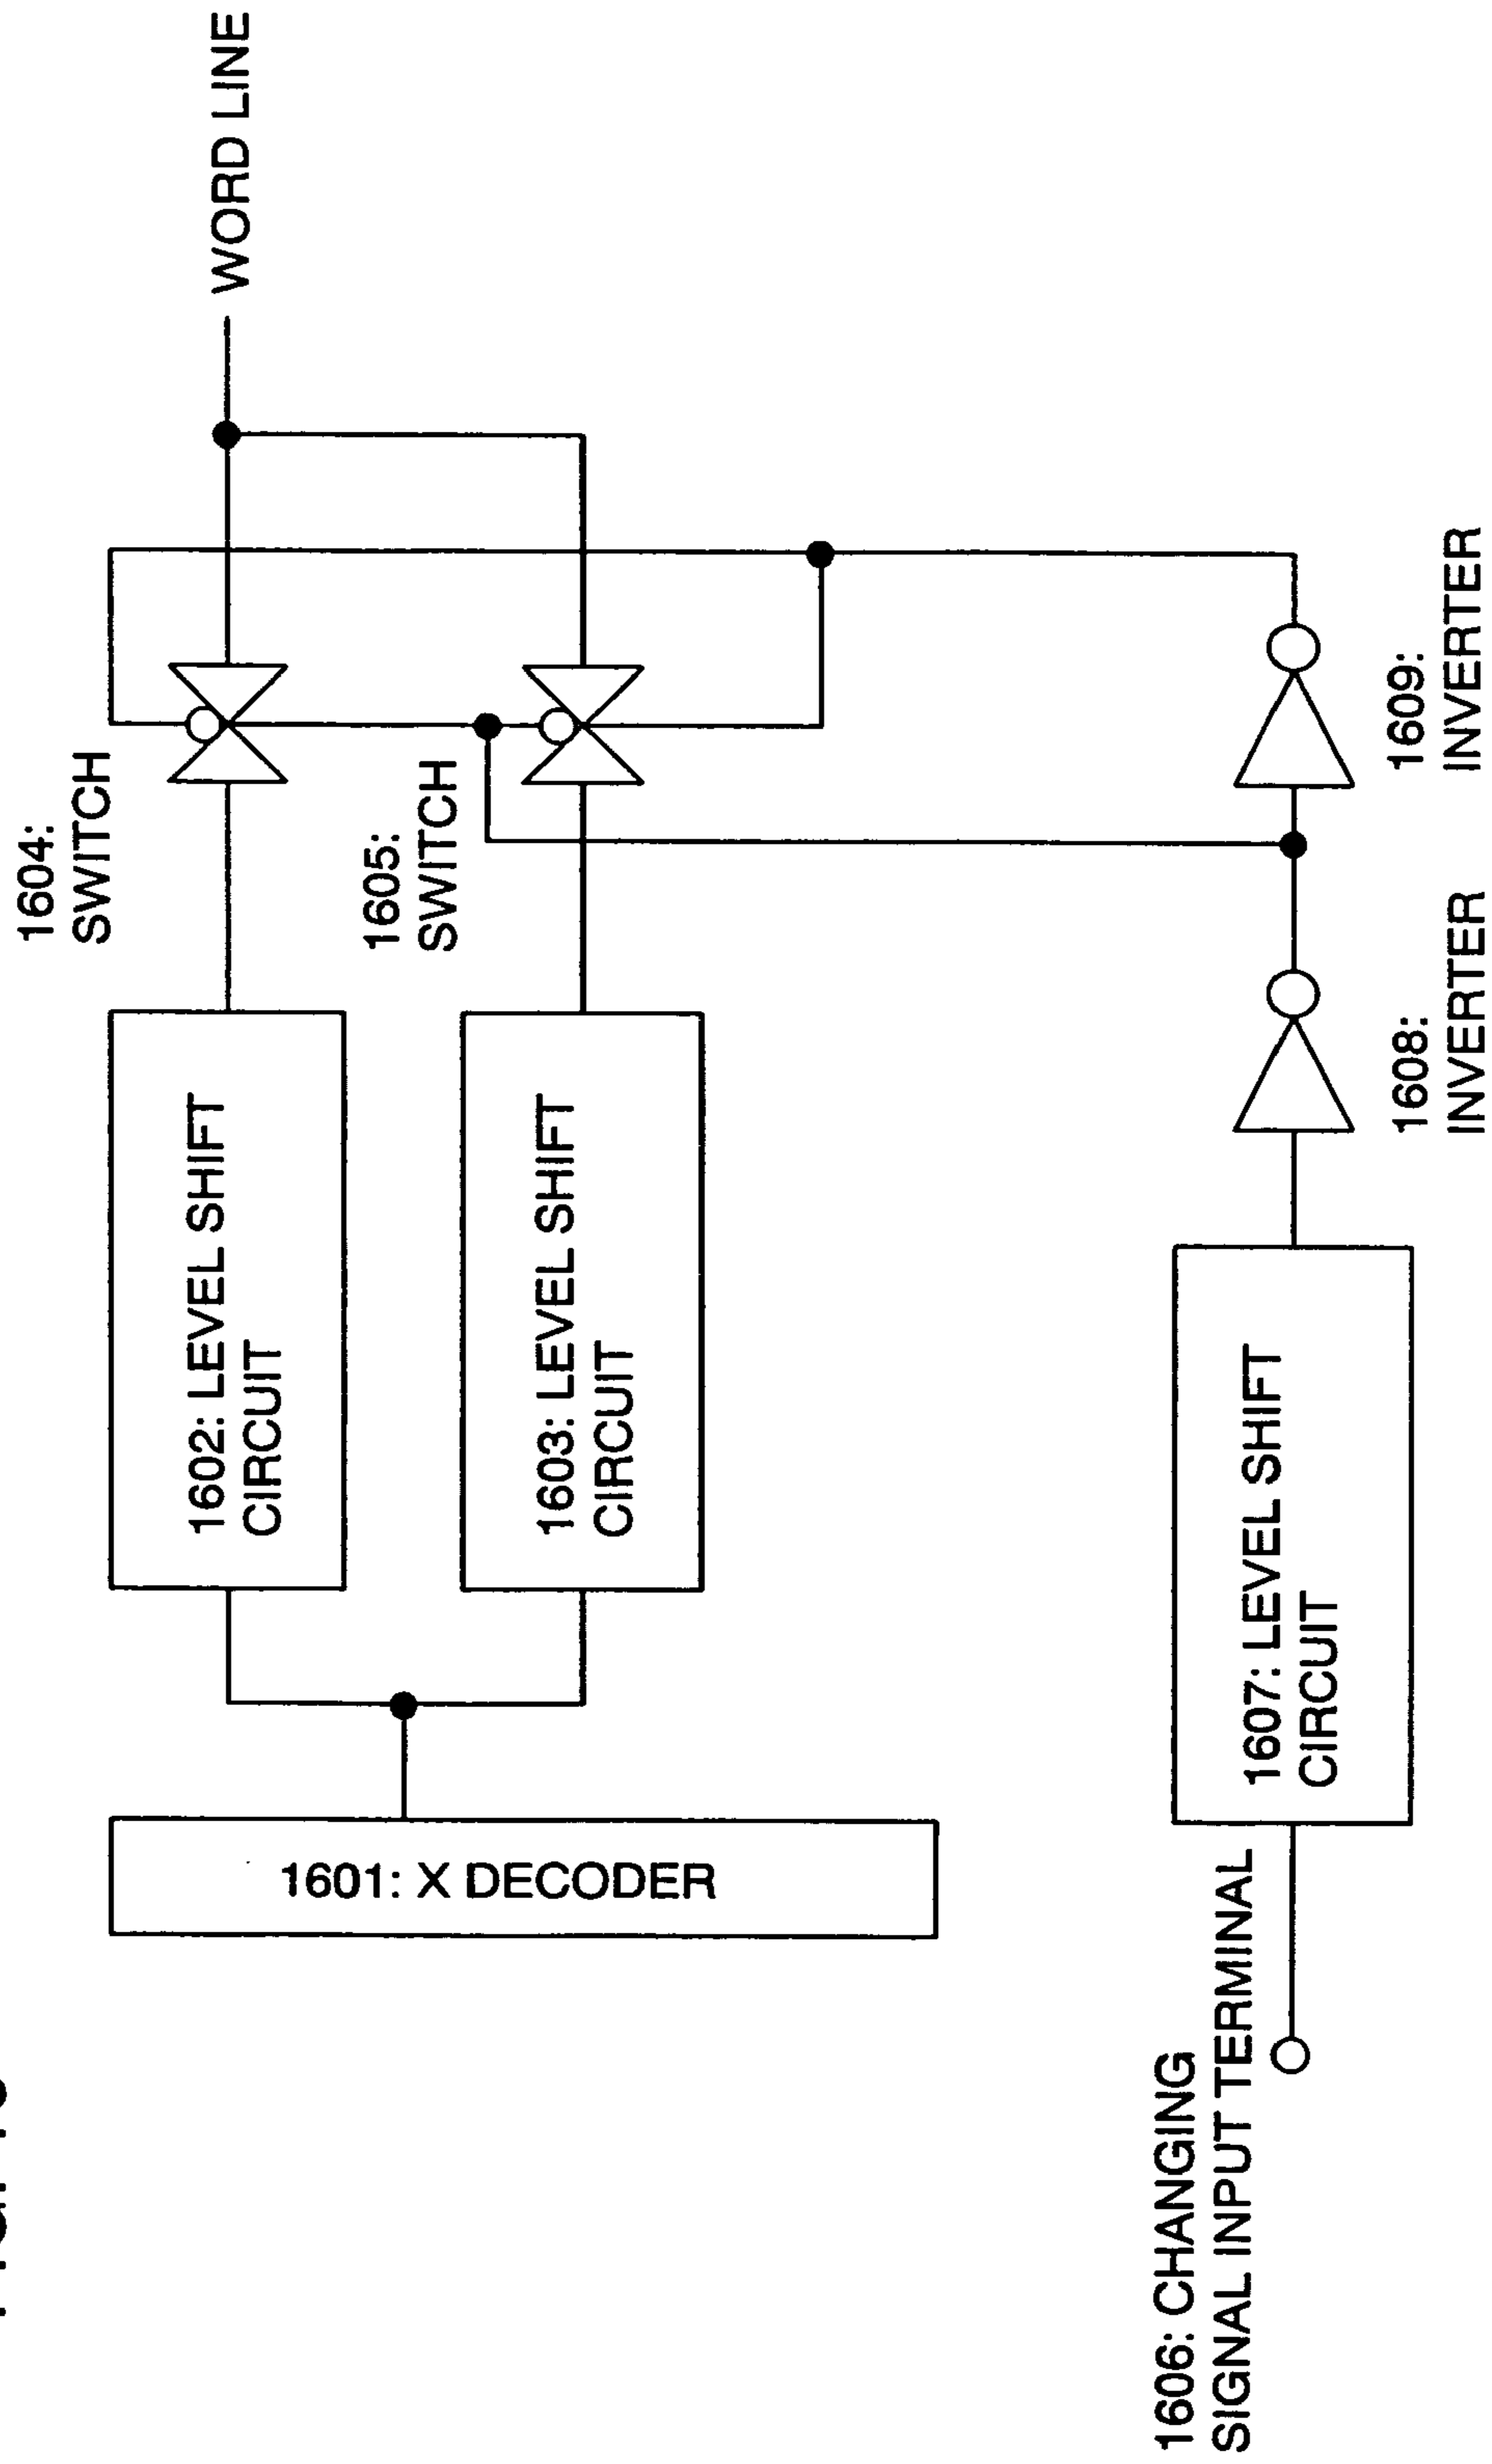 1604:
SWITCH
WORD LINE
1602: LEVEL SHIFT
CIRCUIT
1605:
SWITCH
1603: LEVEL SHIFT
CIRCUIT
1601: X DECODER
1606: CHANGING
SIGNAL INPUT TERMINAL
1607: LEVEL SHIFT
CIRCUIT
1608:
INVERTER
1609:
INVERTER